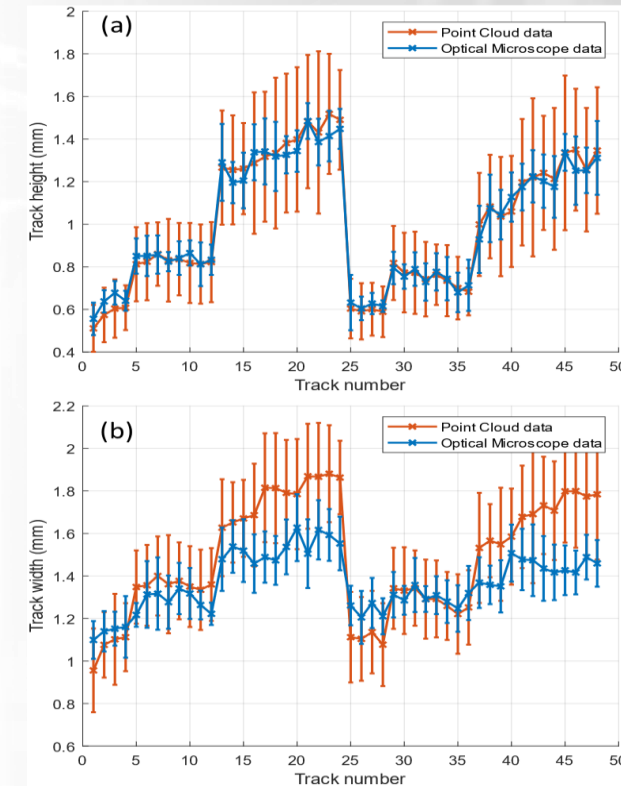 (a)
Point Cloud data
Optical Microscope data
Track height (mm)
2
1.8
1.6
1.4
1.2
1
0.8
0.6
0.4
0 5 10 15 20 25 30 35 40 45 50
Track number
(b)
Point Cloud data
Optical Microscope data
Track width (mm)
2.2
2
1.8
1.6
1.4
1.2
1
0.8
0.6
0 5 10 15 20 25 30 35 40 45 50
Track number